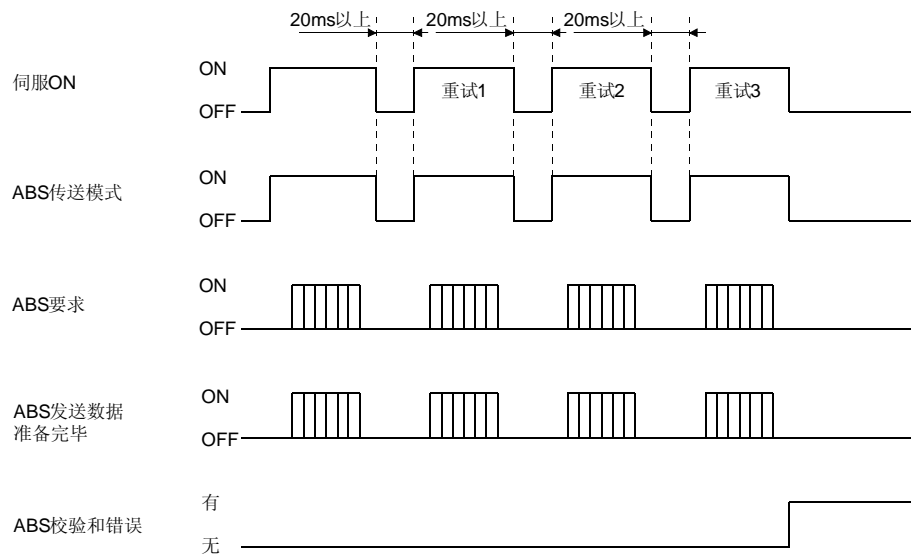 20ms以上 20ms以上 20ms以上
伺服ON
ON
OFF
重试1 重试2 重试3
ABS传送模式
ON
OFF
ABS要求
ON
OFF
ABS发送数据
准备完毕
ON
OFF
ABS校验和错误
有
无